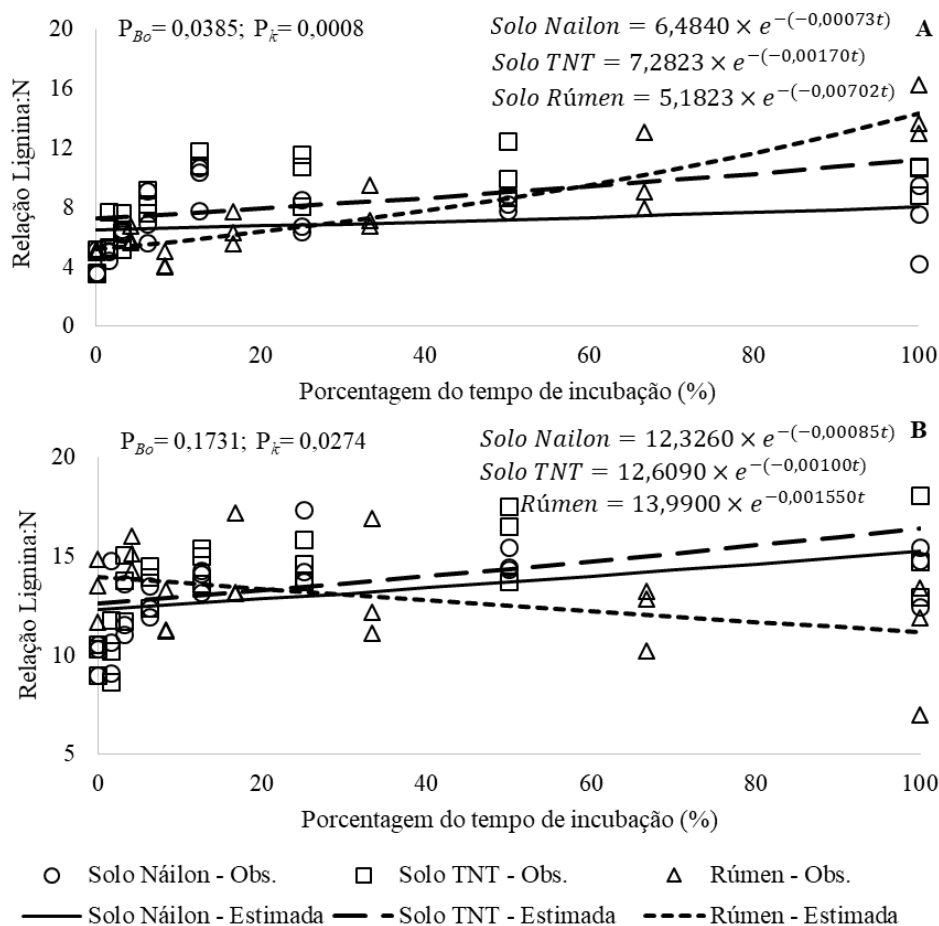 P_Bo = 0,0385; P_k = 0,0008
Solo Nailon = 6,4840 × e^−(−0,00073t)
A
Solo TNT = 7,2823 × e^−(−0,00170t)
Solo Rúmen = 5,1823 × e^−(−0,00702t)
Relação Lignina:N
20
16
12
8
4
0
0 20 40 60 80 100
Porcentagem do tempo de incubação (%)
P_Bo = 0,1731; P_k = 0,0274
Solo Nailon = 12,3260 × e^−(−0,00085t)
B
Solo TNT = 12,6090 × e^−(−0,00100t)
Rúmen = 13,9900 × e^−0,001550t
Relação Lignina:N
20
15
10
5
0 20 40 60 80 100
Porcentagem do tempo de incubação (%)
Solo Náilon - Obs. Solo TNT - Obs. Rúmen - Obs.
Solo Náilon - Estimada Solo TNT - Estimada Rúmen - Estimada